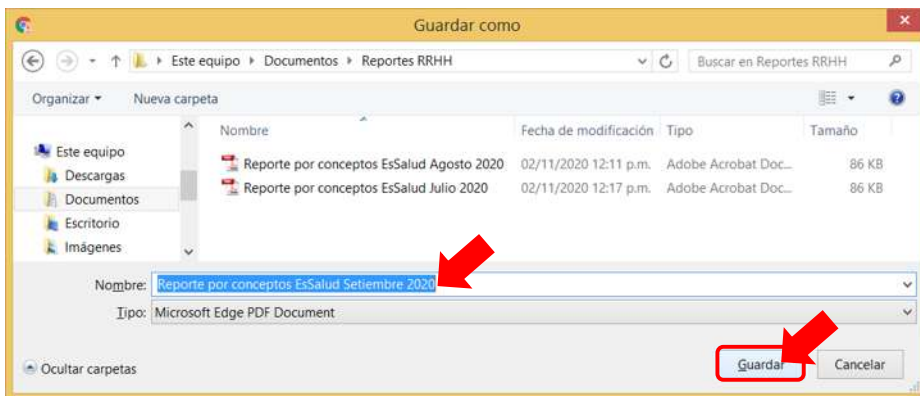 Guardar como
Este equipo Documentos Reportes RRHH Buscar en Reportes RRHH
Organizar Nueva carpeta
Nombre Fecha de modificación Tipo Tamaño
Este equipo
Descargas
Documentos
Escritorio
Imágenes
Reporte por conceptos EsSalud Agosto 2020 02/11/2020 12:11 p.m. Adobe Acrobat Doc... 86 KB
Reporte por conceptos EsSalud Julio 2020 02/11/2020 12:17 p.m. Adobe Acrobat Doc... 86 KB
Nombre: Reporte por conceptos EsSalud Setiembre 2020
Tipo: Microsoft Edge PDF Document
Ocultar carpetas Guardar Cancelar